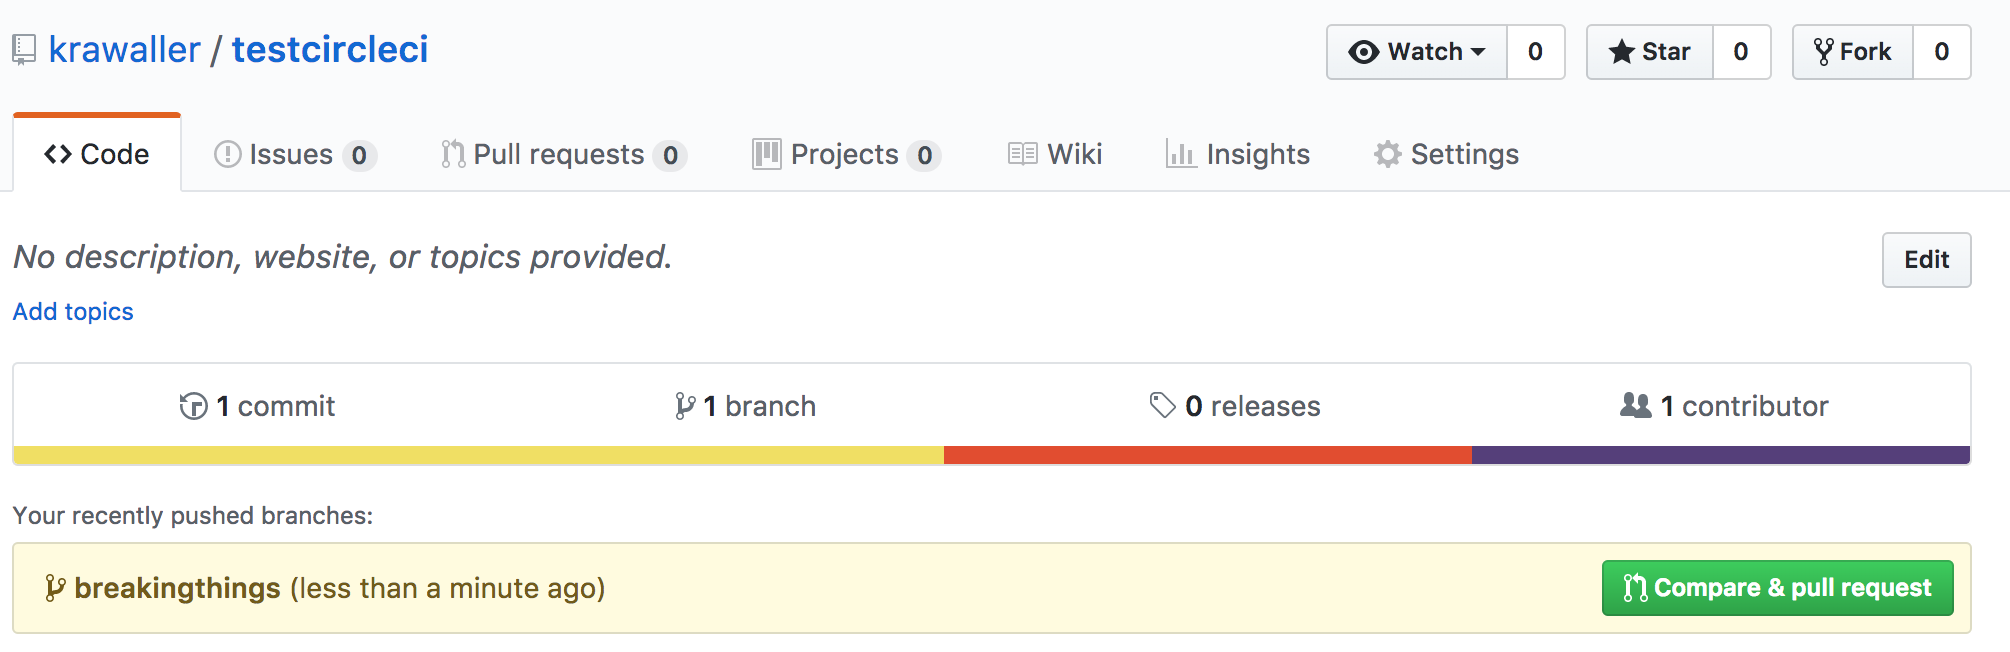 krawaller / testcircleci Watch 0 Star 0 Fork 0
Code Issues 0 Pull requests 0 Projects 0 Wiki Insights Settings
No description, website, or topics provided. Edit
Add topics
1 commit 1 branch 0 releases 1 contributor
Your recently pushed branches:
breakingthings (less than a minute ago) Compare & pull request